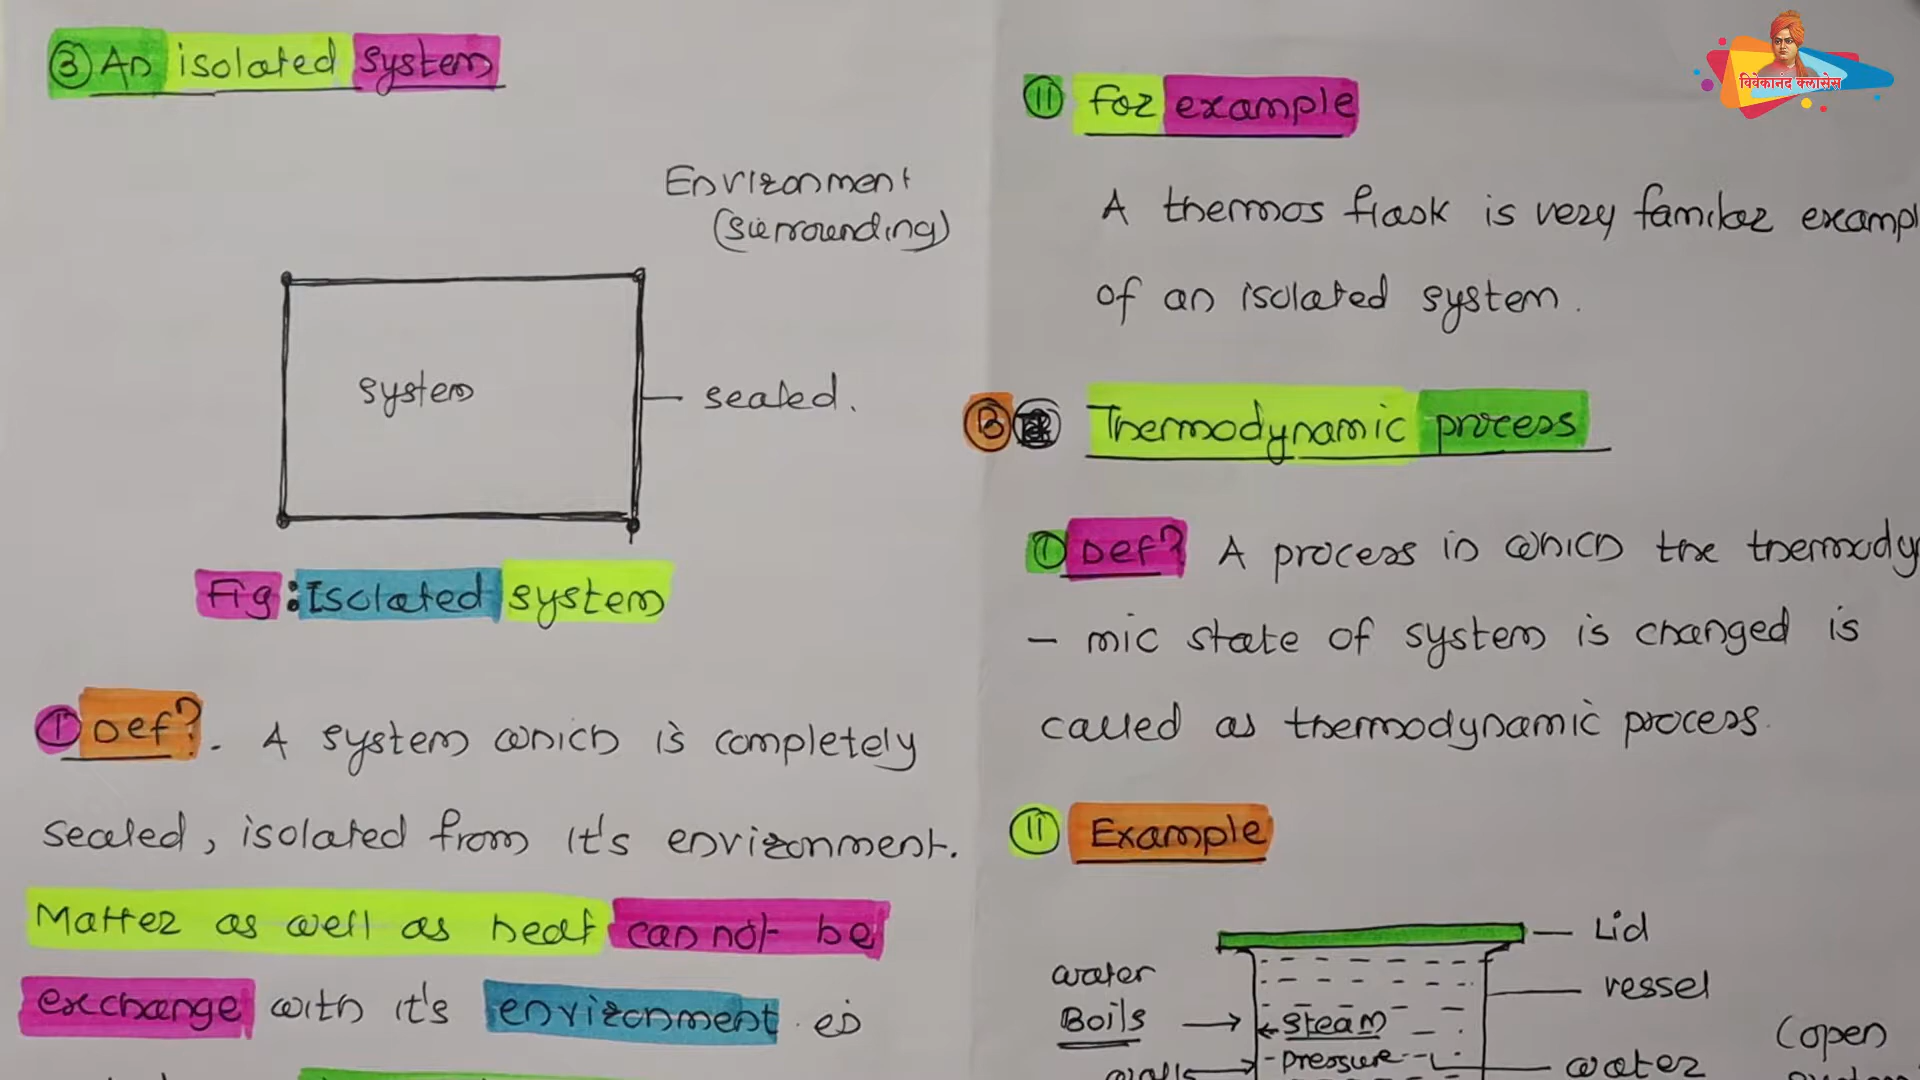 ③ An isolated system
Environment
(surrounding)
system
sealed.
Fig: Isolated system
① Def? . A system which is completely
sealed, isolated from it's environment.
Matter as well as heat can not be
exchange with it's environment
विवेकानंद क्लासेस
⑪ for example
A thermos flask is very familar exampl
of an isolated system.
Ⓑ Thermodynamic process
① Def? A process in which the thermody
- mic state of system is changed is
called as thermodynamic process.
⑪ Example
Lid
water
vessel
Boils
steam
(open
pressure
water